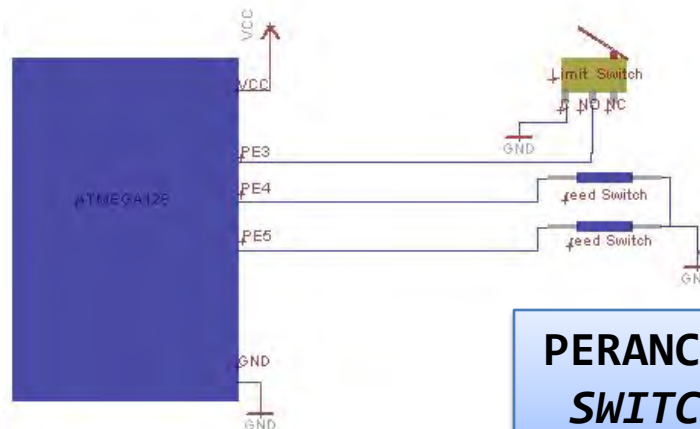 VCC
VCC
Limit Switch
C NO NC
GND
PE3
PE4
reed Switch
ATMEGA128
PE5
reed Switch
GND
GND
GND
PERANC
SWITC